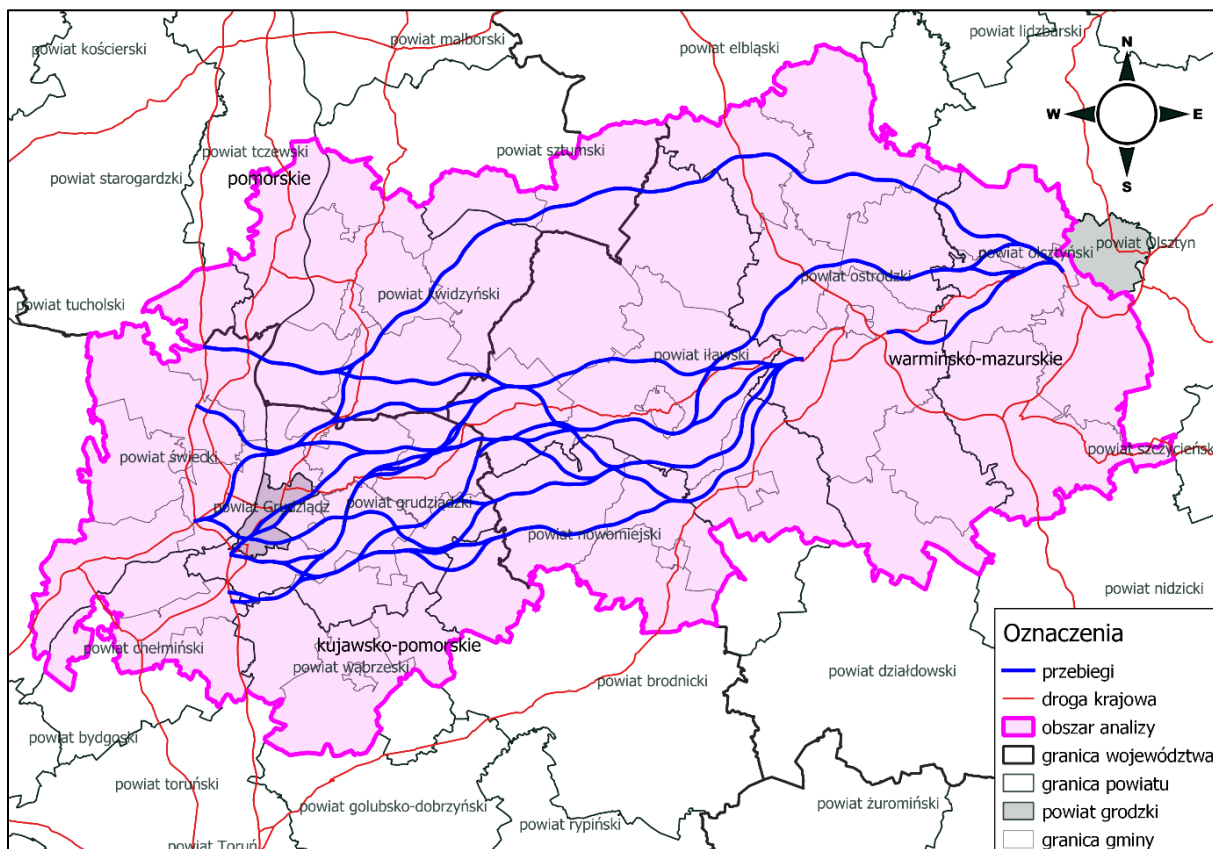 powiat kościerski
powiat malborski
powiat elbląski
powiat lidzbarski
N
W
E
S
powiat tczewski
powiat sztumski
pomorskie
powiat starogardzki
powiat olsztyński
powiat Olsztyn
powiat ostródzki
powiat tucholski
powiat kwidzyński
powiat iławski
warmińsko-mazurskie
powiat świecki
powiat szczycieńsk
powiat Grudziądz
powiat grudziądzki
powiat nowomiejski
powiat nidzicki
kujawsko-pomorskie
powiat chełmiński
powiat wąbrzeski
powiat brodnicki
powiat działdowski
powiat bydgoski
powiat toruński
powiat golubsko-dobrzyński
powiat rypiński
powiat żuromiński
powiat Toruń
Oznaczenia
przebiegi
droga krajowa
obszar analizy
granica województwa
granica powiatu
powiat grodzki
granica gminy